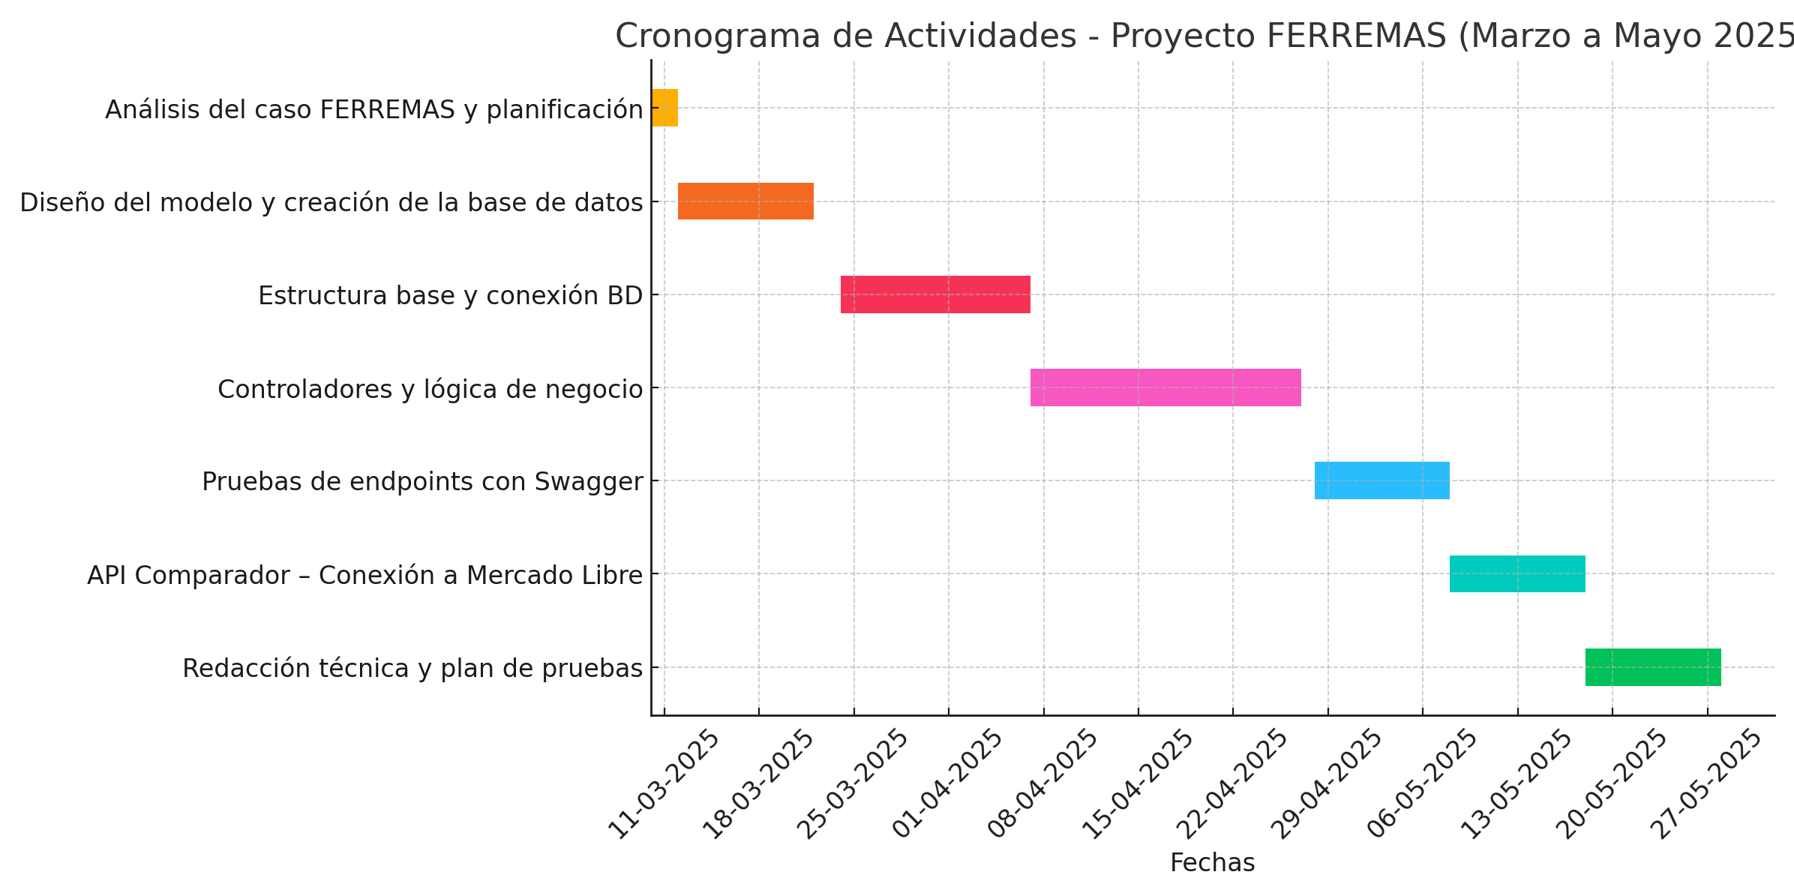 Cronograma de Actividades - Proyecto FERREMAS (Marzo a Mayo 2025
Análisis del caso FERREMAS y planificación
Diseño del modelo y creación de la base de datos
Estructura base y conexión BD
Controladores y lógica de negocio
Pruebas de endpoints con Swagger
API Comparador – Conexión a Mercado Libre
Redacción técnica y plan de pruebas
11-03-2025
18-03-2025
25-03-2025
01-04-2025
08-04-2025
15-04-2025
22-04-2025
29-04-2025
06-05-2025
13-05-2025
20-05-2025
27-05-2025
Fechas